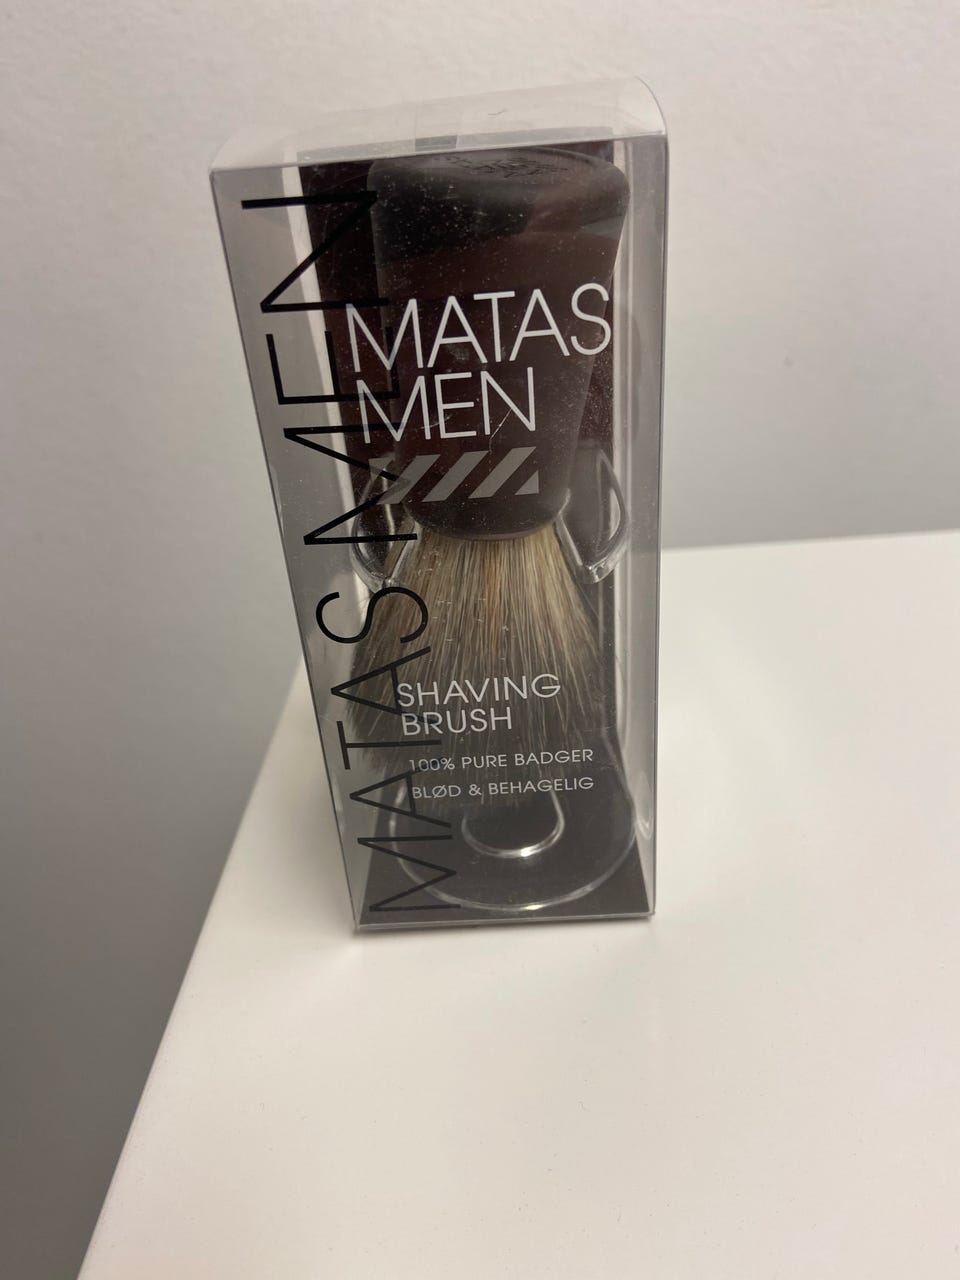 MATAS MEN
MATAS
MEN
SHAVING
BRUSH
100% PURE BADGER
BLØD & BEHAGELIG